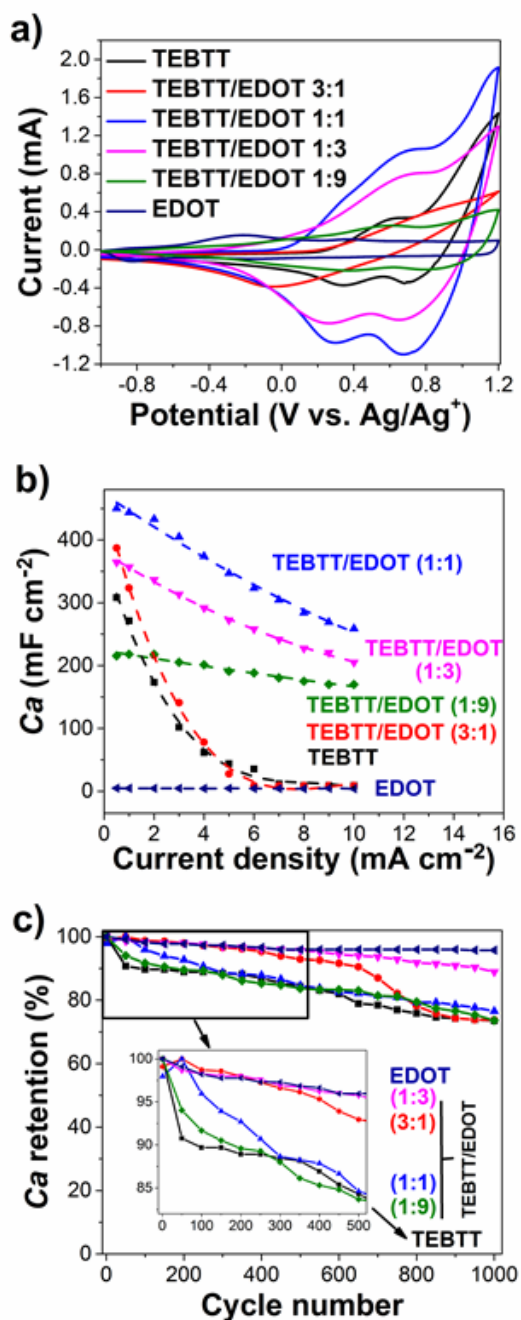 a)
TEBTT
TEBTT/EDOT 3:1
TEBTT/EDOT 1:1
TEBTT/EDOT 1:3
TEBTT/EDOT 1:9
EDOT
2.0
1.6
1.2
0.8
0.4
0.0
-0.4
-0.8
-1.2
Current (mA)
-0.8 -0.4 0.0 0.4 0.8 1.2
Potential (V vs. Ag/Ag⁺)
b)
400
300
200
100
0
Ca (mF cm⁻²)
TEBTT/EDOT (1:1)
TEBTT/EDOT
(1:3)
TEBTT/EDOT (1:9)
TEBTT/EDOT (3:1)
TEBTT
EDOT
0 2 4 6 8 10 12 14 16
Current density (mA cm⁻²)
c)
100
80
60
40
20
0
Ca retention (%)
100
95
90
85
0 100 200 300 400 500
EDOT
(1:3)
(3:1)
(1:1)
(1:9)
TEBTT/EDOT
TEBTT
0 200 400 600 800 1000
Cycle number